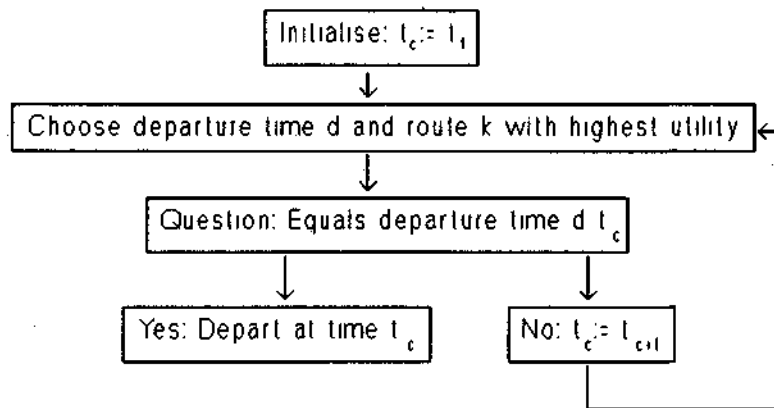 Initialise: t_c := t_1
Choose departure time d and route k with highest utility
Question: Equals departure time d t_c
Yes: Depart at time t_c
No: t_c := t_{c+1}